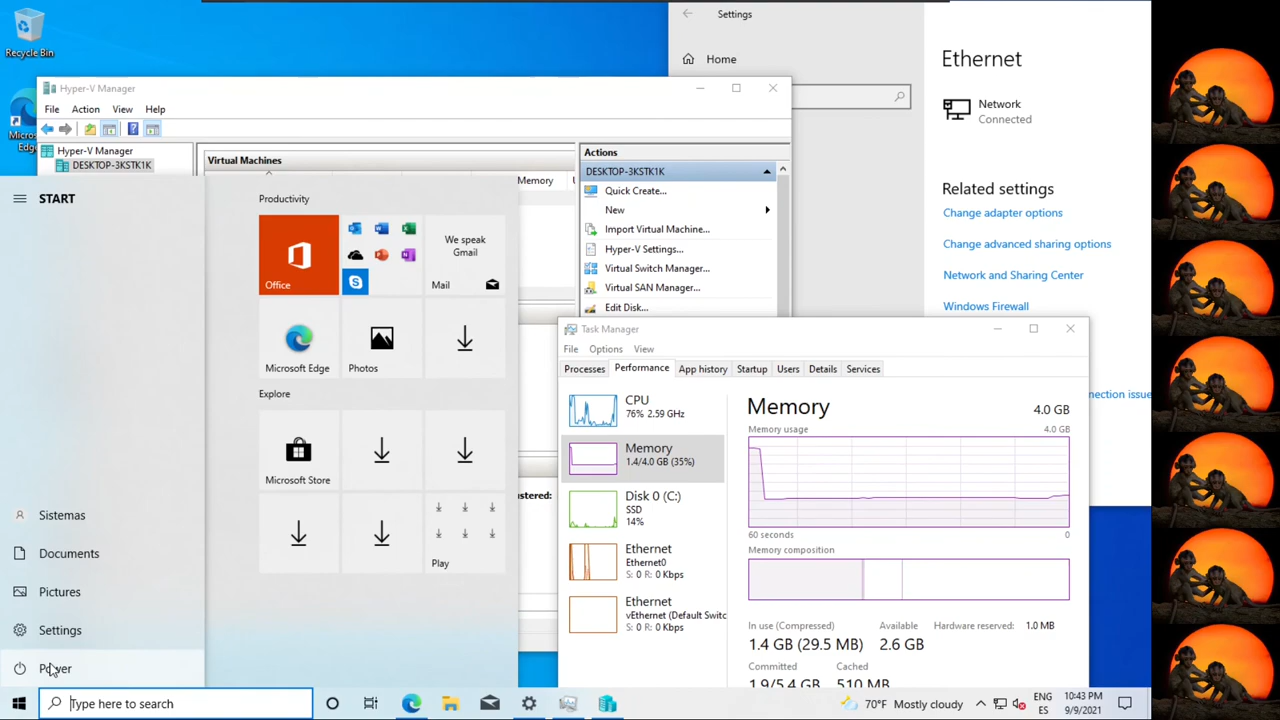 Recycle Bin
Hyper-V Manager
File Action View Help
Hyper-V Manager
DESKTOP-3KSTK1K
Virtual Machines
Memory
Actions
DESKTOP-3KSTK1K
Quick Create...
New
Import Virtual Machine...
Hyper-V Settings...
Virtual Switch Manager...
Virtual SAN Manager...
Edit Disk...
Settings
Home
Ethernet
Network
Connected
Related settings
Change adapter options
Change advanced sharing options
Network and Sharing Center
Windows Firewall
START
Sistemas
Documents
Pictures
Settings
Power
Productivity
Office
We speak
Gmail
Mail
Microsoft Edge
Photos
Explore
Microsoft Store
Play
Task Manager
File Options View
Processes Performance App history Startup Users Details Services
CPU
76% 2.59 GHz
Memory
1.4/4.0 GB (35%)
Disk 0 (C:)
SSD
14%
Ethernet
Ethernet0
S: 0 R: 0 Kbps
Ethernet
vEthernet (Default Switc
S: 0 R: 0 Kbps
Memory 4.0 GB
Memory usage 4.0 GB
60 seconds 0
Memory composition
In use (Compressed) Available Hardware reserved: 1.0 MB
1.4 GB (29.5 MB) 2.6 GB
Committed Cached
1.9/5.4 GB 510 MB
Type here to search
70°F Mostly cloudy
ENG
ES
10:43 PM
9/9/2021